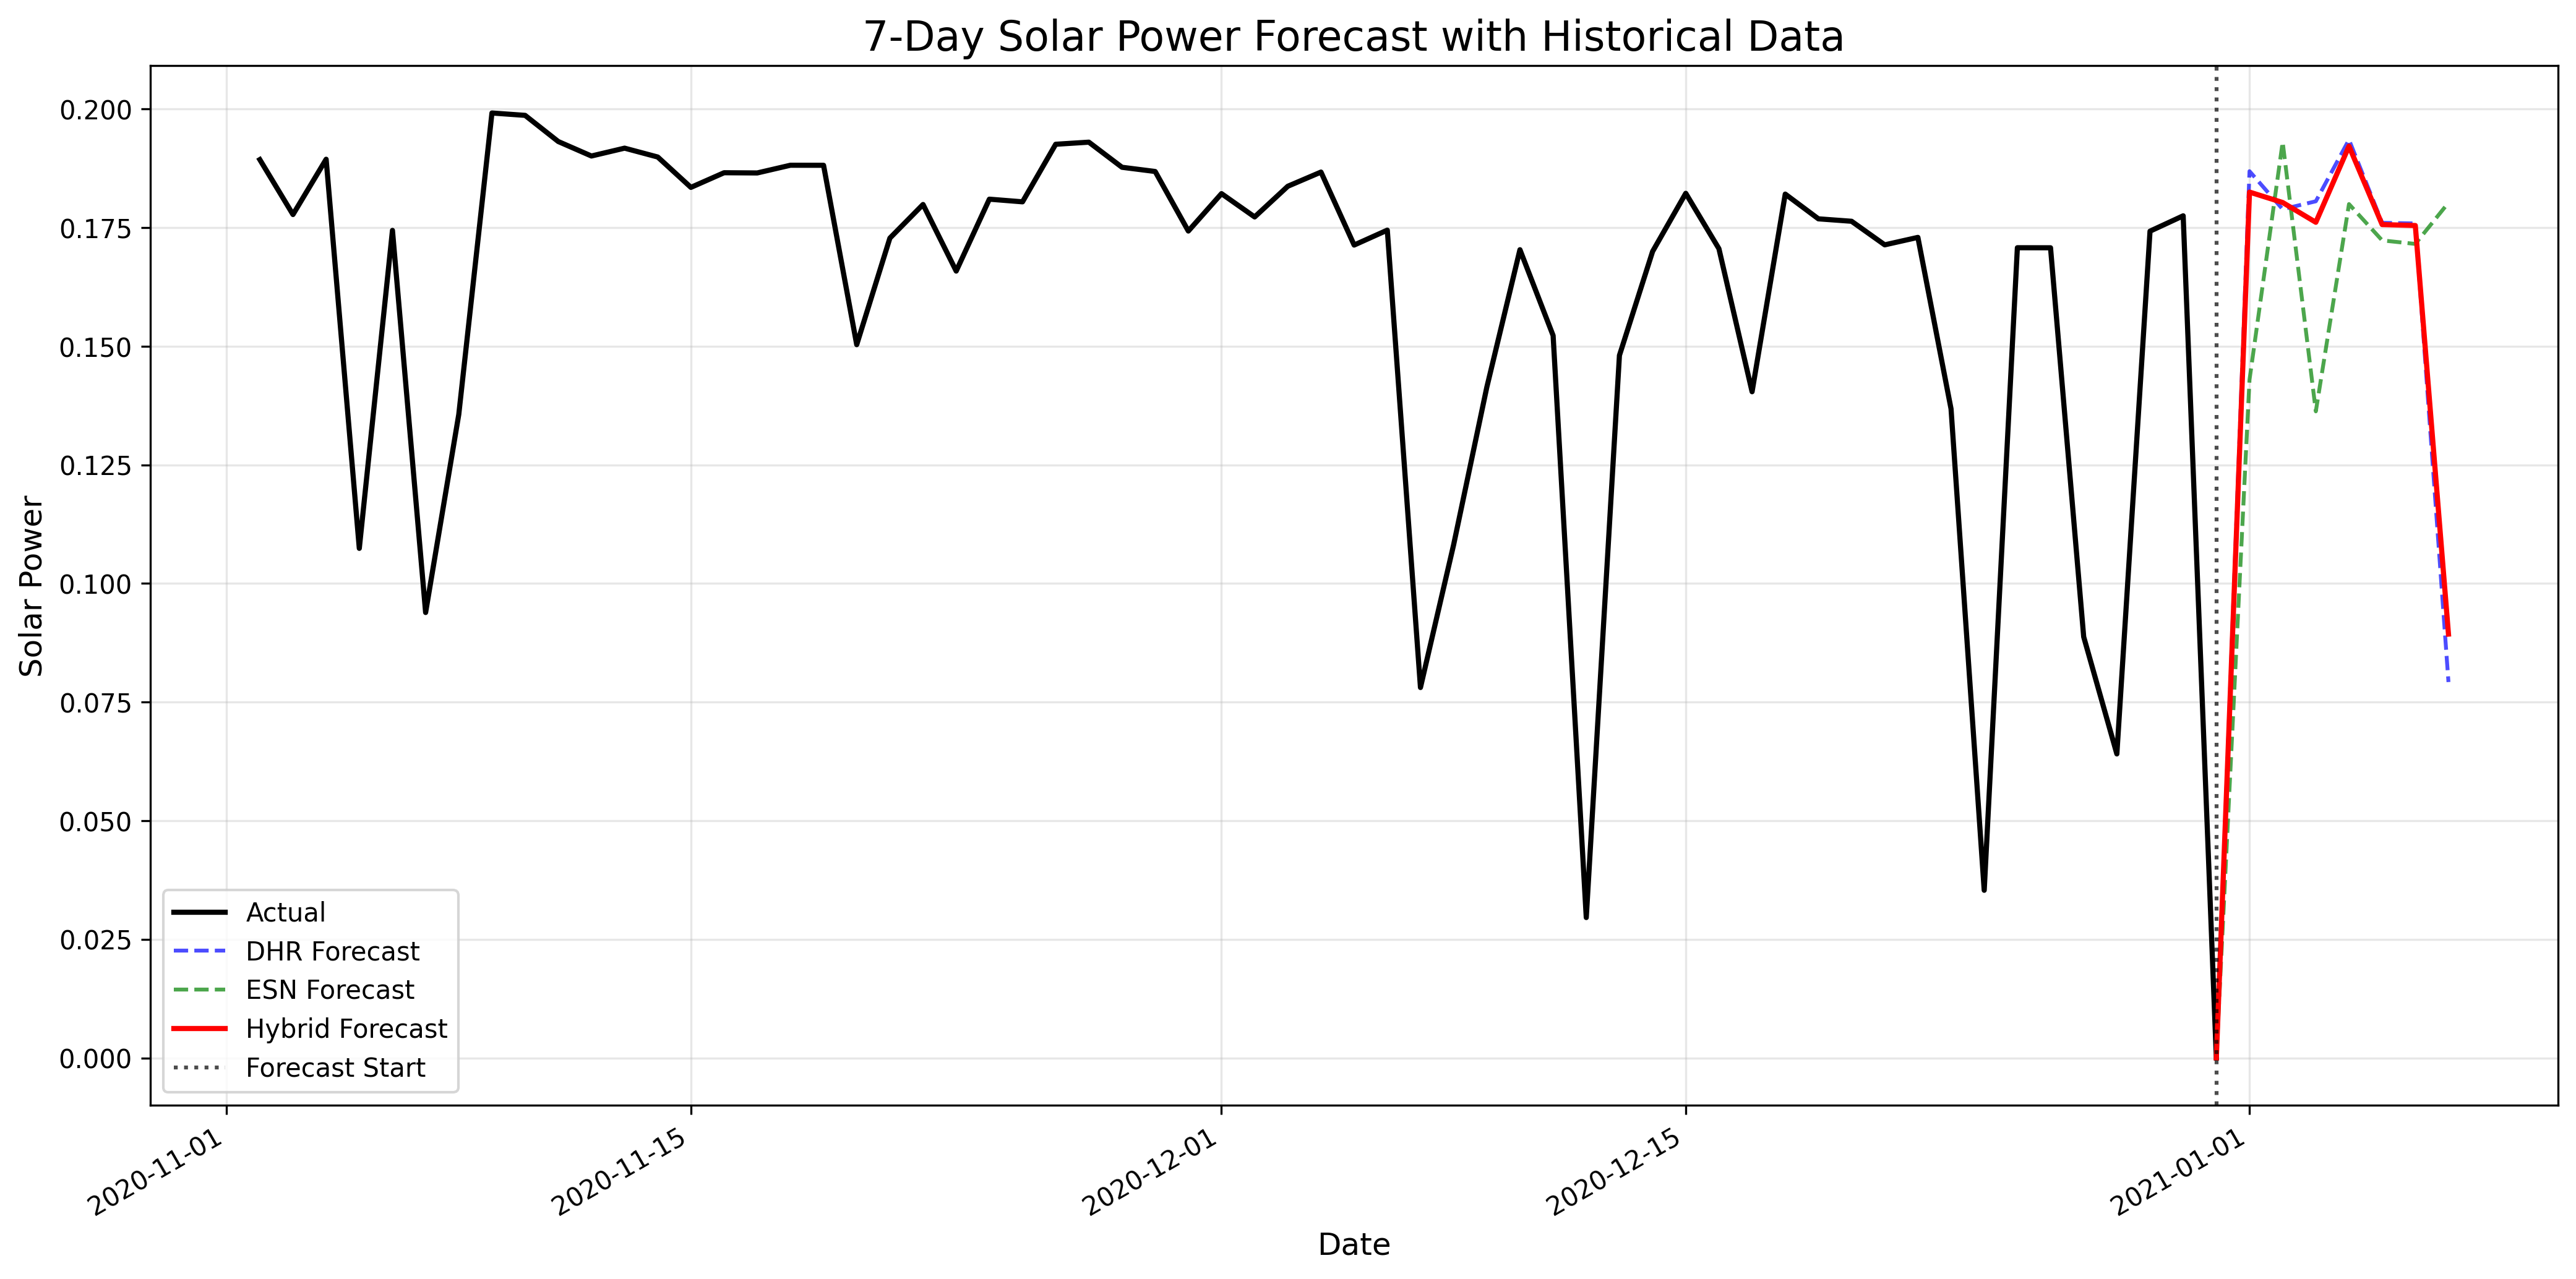 7-Day Solar Power Forecast with Historical Data
Solar Power
0.200
0.175
0.150
0.125
0.100
0.075
0.050
0.025
0.000
Actual
DHR Forecast
ESN Forecast
Hybrid Forecast
Forecast Start
2020-11-01
2020-11-15
2020-12-01
2020-12-15
2021-01-01
Date